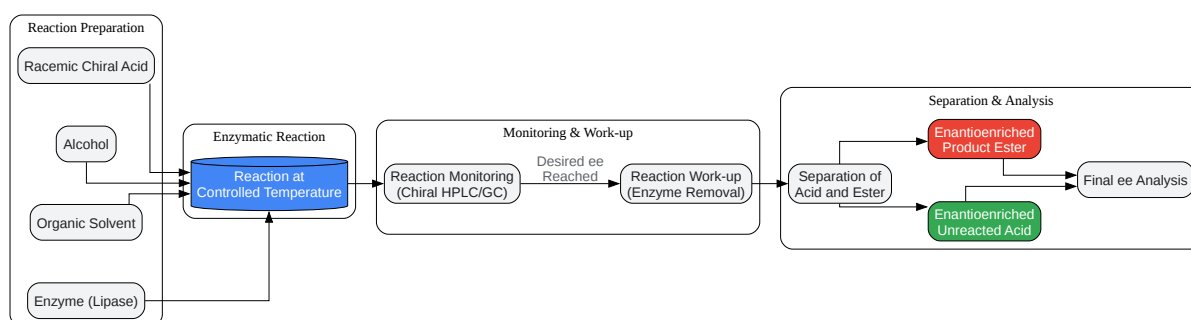 Reaction Preparation
Racemic Chiral Acid
Alcohol
Organic Solvent
Enzyme (Lipase)
Enzymatic Reaction
Reaction at
Controlled Temperature
Monitoring & Work-up
Reaction Monitoring
(Chiral HPLC/GC)
Desired ee
Reached
Reaction Work-up
(Enzyme Removal)
Separation & Analysis
Separation of
Acid and Ester
Enantioenriched
Product Ester
Enantioenriched
Unreacted Acid
Final ee Analysis